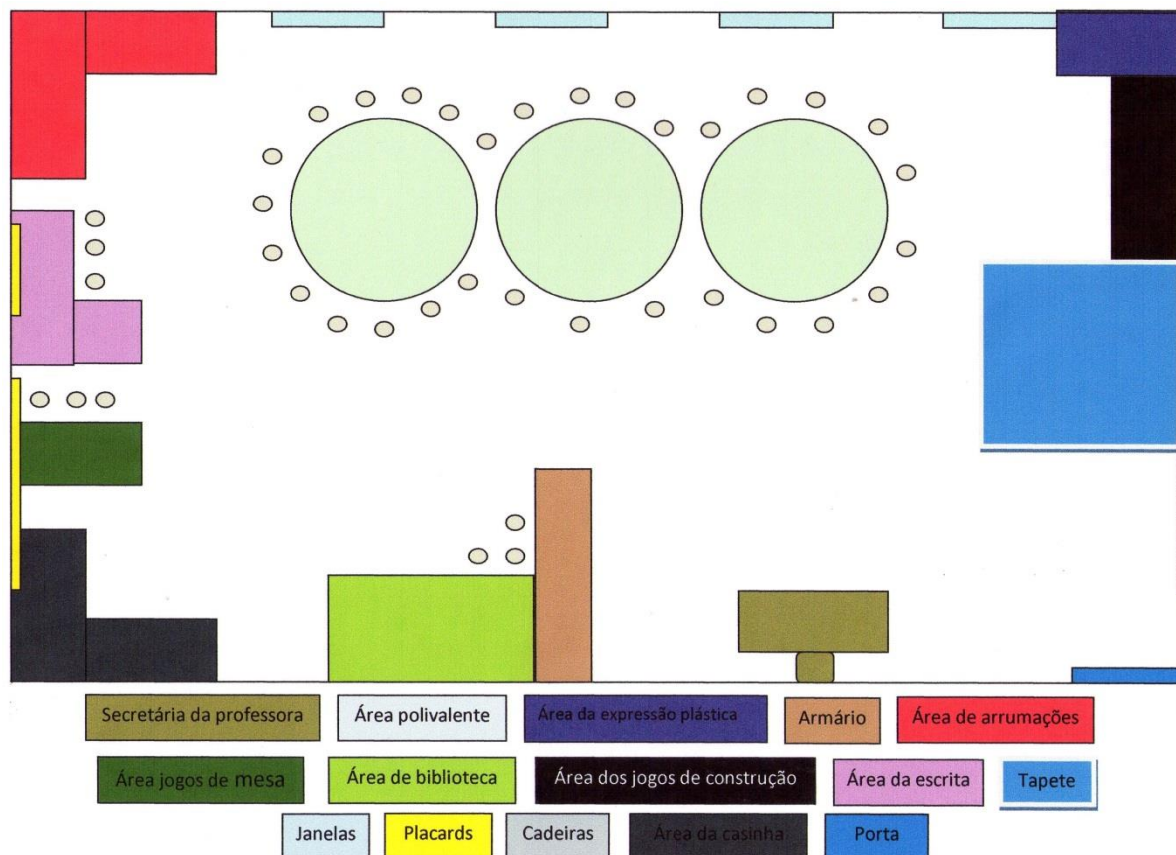 Secretária da professora
Área polivalente
Área da expressão plástica
Armário
Área de arrumações
Área jogos de mesa
Área de biblioteca
Área dos jogos de construção
Área da escrita
Tapete
Janelas
Placards
Cadeiras
Área da casinha
Porta